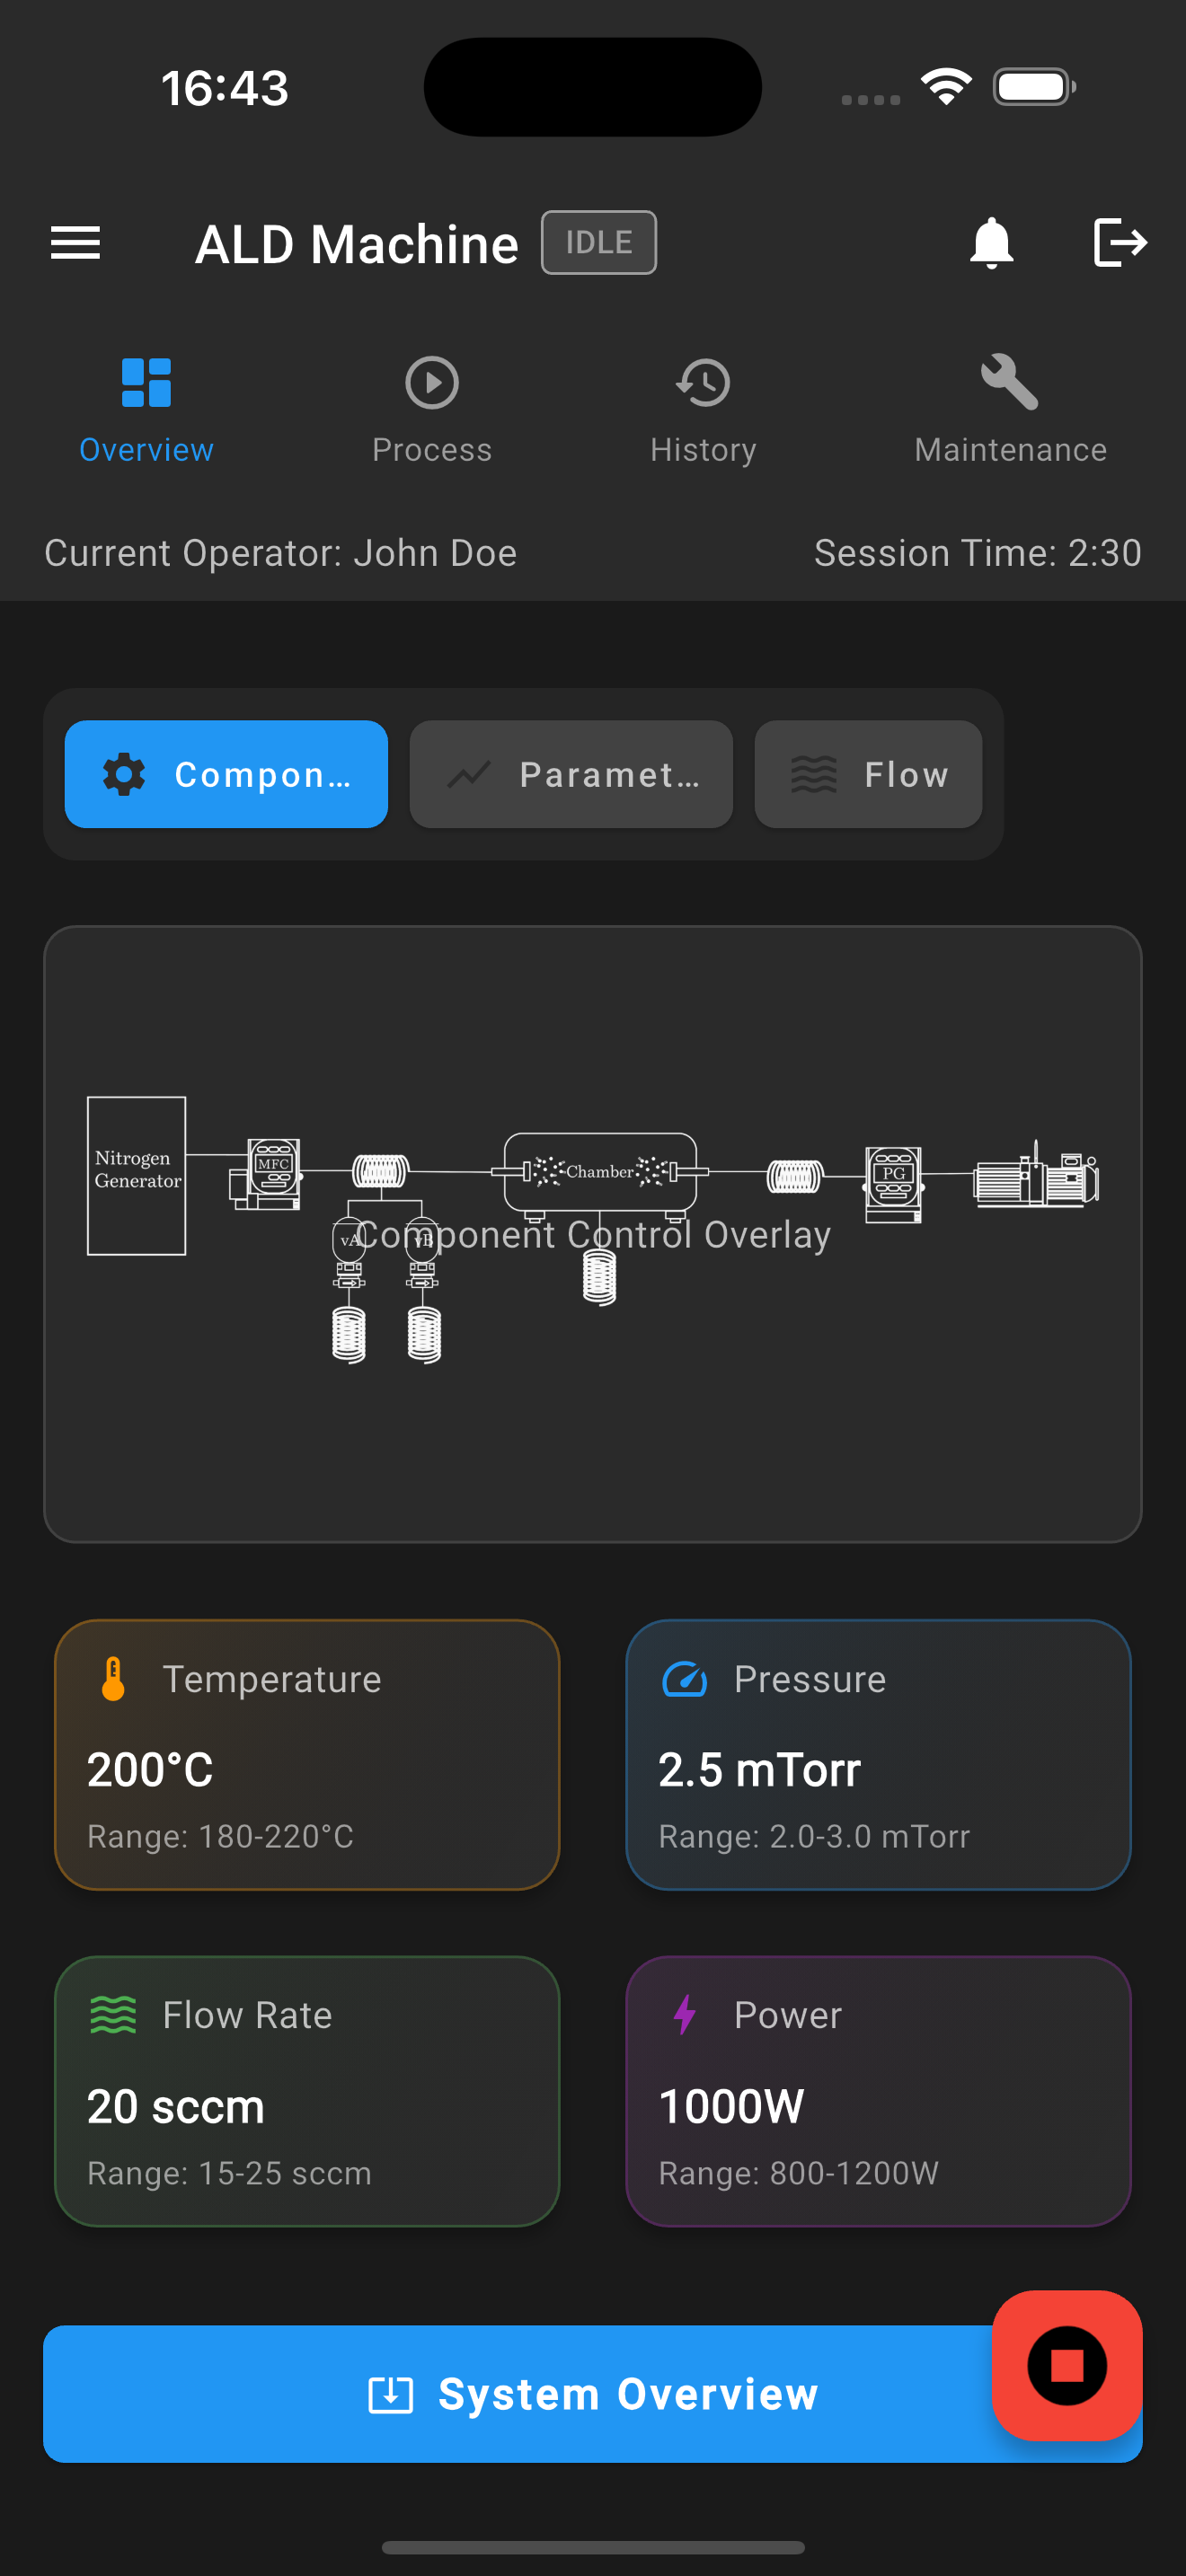 16:43
ALD Machine IDLE
Overview Process History Maintenance
Current Operator: John Doe Session Time: 2:30
Compon… Paramet… Flow
Nitrogen
Generator
MFC
Chamber
PG
vA
vB
Component Control Overlay
Temperature
200°C
Range: 180-220°C
Pressure
2.5 mTorr
Range: 2.0-3.0 mTorr
Flow Rate
20 sccm
Range: 15-25 sccm
Power
1000W
Range: 800-1200W
System Overview